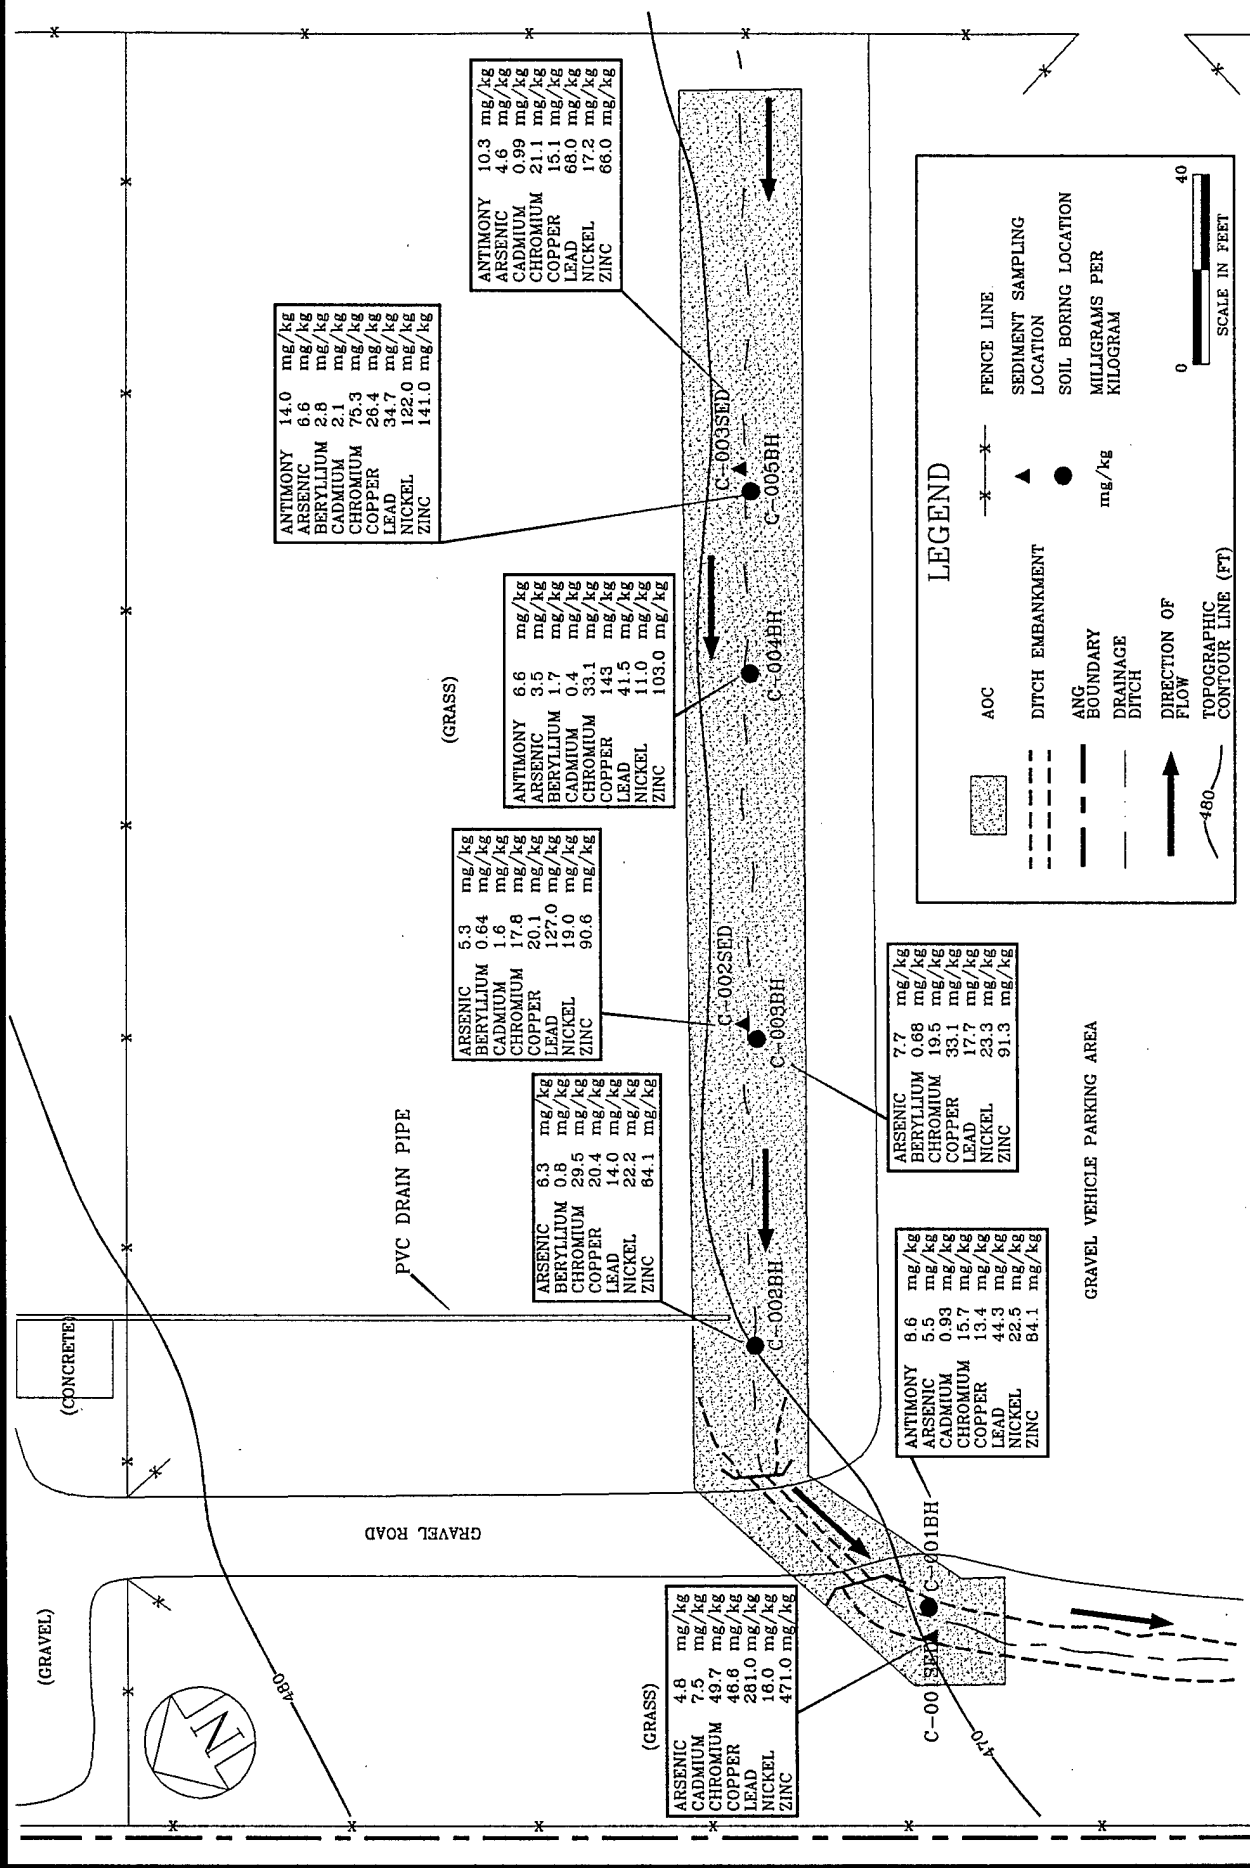 ANTIMONY 10.3 mg/kg
ARSENIC 4.6 mg/kg
CADMIUM 0.99 mg/kg
CHROMIUM 21.1 mg/kg
COPPER 15.1 mg/kg
LEAD 68.0 mg/kg
NICKEL 17.2 mg/kg
ZINC 66.0 mg/kg
ANTIMONY 14.0 mg/kg
ARSENIC 6.6 mg/kg
BERYLLIUM 2.8 mg/kg
CADMIUM 2.1 mg/kg
CHROMIUM 75.3 mg/kg
COPPER 26.4 mg/kg
LEAD 34.7 mg/kg
NICKEL 122.0 mg/kg
ZINC 141.0 mg/kg
C-003SED
C-005BH
(GRASS)
ANTIMONY 6.6 mg/kg
ARSENIC 3.5 mg/kg
BERYLLIUM 1.7 mg/kg
CADMIUM 0.4 mg/kg
CHROMIUM 33.1 mg/kg
COPPER 143 mg/kg
LEAD 41.5 mg/kg
NICKEL 11.0 mg/kg
ZINC 103.0 mg/kg
C-004BH
ARSENIC 5.3 mg/kg
BERYLLIUM 0.64 mg/kg
CADMIUM 1.6 mg/kg
CHROMIUM 17.8 mg/kg
COPPER 20.1 mg/kg
LEAD 127.0 mg/kg
NICKEL 19.0 mg/kg
ZINC 90.6 mg/kg
C-002SED
C-003BH
ARSENIC 7.7 mg/kg
BERYLLIUM 0.68 mg/kg
CHROMIUM 19.5 mg/kg
COPPER 33.1 mg/kg
LEAD 17.7 mg/kg
NICKEL 23.3 mg/kg
ZINC 91.3 mg/kg
PVC DRAIN PIPE
ARSENIC 6.3 mg/kg
BERYLLIUM 0.8 mg/kg
CHROMIUM 29.5 mg/kg
COPPER 20.4 mg/kg
LEAD 14.0 mg/kg
NICKEL 22.2 mg/kg
ZINC 64.1 mg/kg
C-002BH
GRAVEL VEHICLE PARKING AREA
(CONCRETE)
ANTIMONY 8.6 mg/kg
ARSENIC 5.5 mg/kg
CADMIUM 0.93 mg/kg
CHROMIUM 15.7 mg/kg
COPPER 13.4 mg/kg
LEAD 44.3 mg/kg
NICKEL 22.5 mg/kg
ZINC 84.1 mg/kg
C-001BH
GRAVEL ROAD
(GRAVEL)
(GRASS)
ARSENIC 4.8 mg/kg
CADMIUM 7.5 mg/kg
CHROMIUM 49.7 mg/kg
COPPER 46.6 mg/kg
LEAD 281.0 mg/kg
NICKEL 16.0 mg/kg
ZINC 471.0 mg/kg
C-001SED
480
470
N
LEGEND
AOC
DITCH EMBANKMENT
ANG
BOUNDARY
DRAINAGE
DITCH
DIRECTION OF
FLOW
480
TOPOGRAPHIC
CONTOUR LINE (FT)
FENCE LINE
SEDIMENT SAMPLING
LOCATION
SOIL BORING LOCATION
mg/kg
MILLIGRAMS PER
KILOGRAM
0 40
SCALE IN FEET